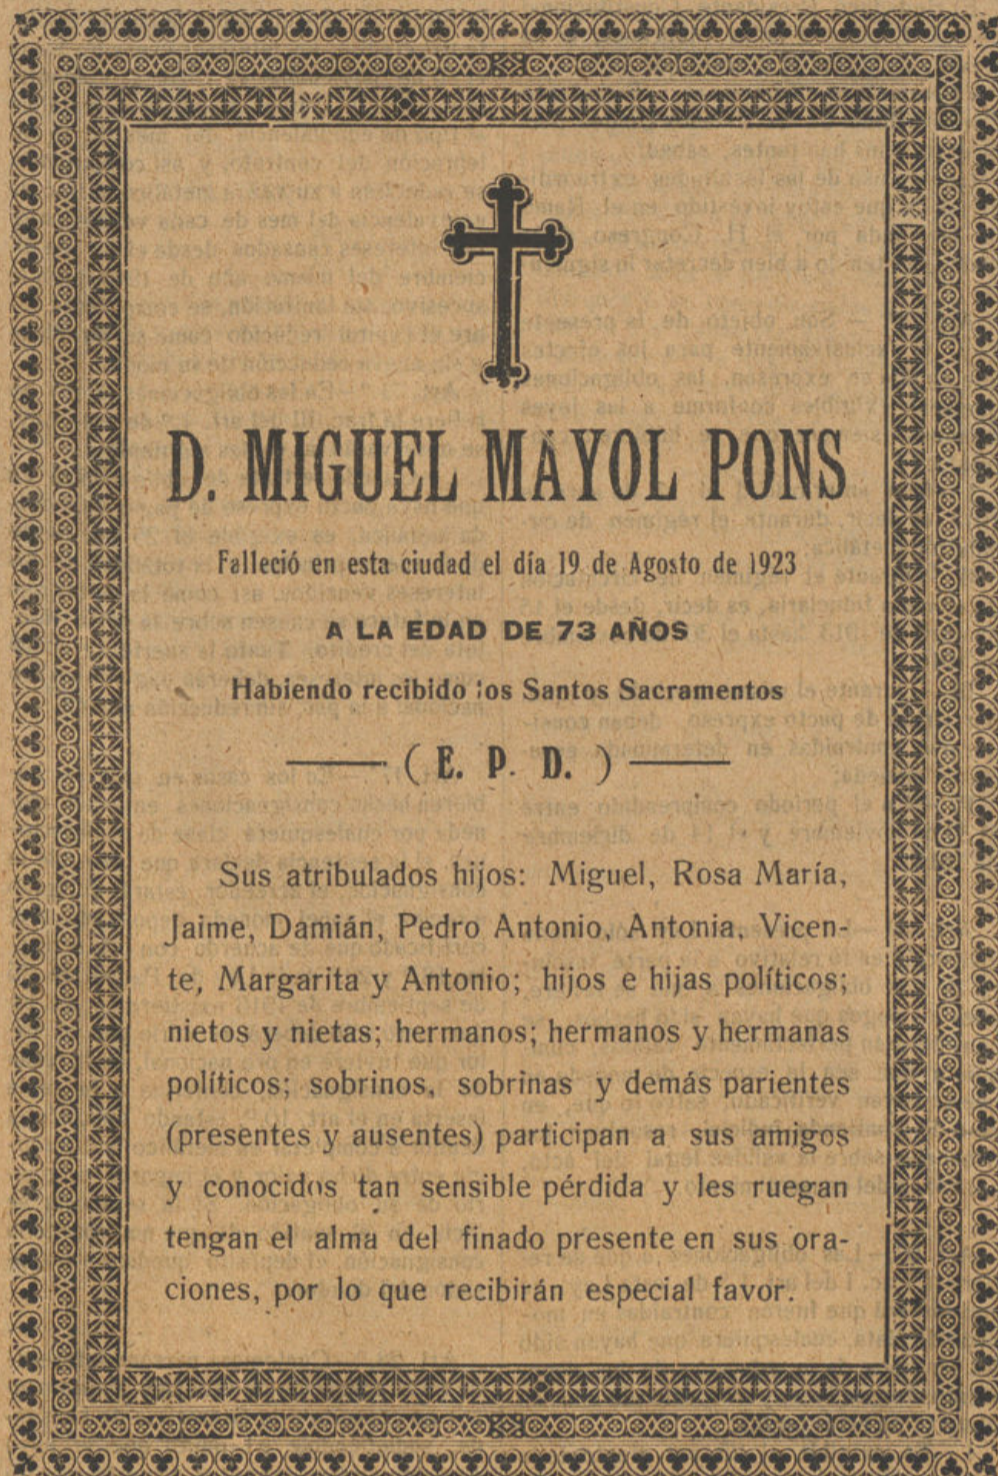 D. MIGUEL MAYOL PONS
Falleció en esta ciudad el día 19 de Agosto de 1923
A LA EDAD DE 73 AÑOS
Habiendo recibido los Santos Sacramentos
( E. P. D. )
Sus atribulados hijos: Miguel, Rosa María,
Jaime, Damián, Pedro Antonio, Antonia, Vicen-
te, Margarita y Antonio; hijos e hijas políticos;
nietos y nietas; hermanos; hermanos y hermanas
políticos; sobrinos, sobrinas y demás parientes
(presentes y ausentes) participan a sus amigos
y conocidos tan sensible pérdida y les ruegan
tengan el alma del finado presente en sus ora-
ciones, por lo que recibirán especial favor.